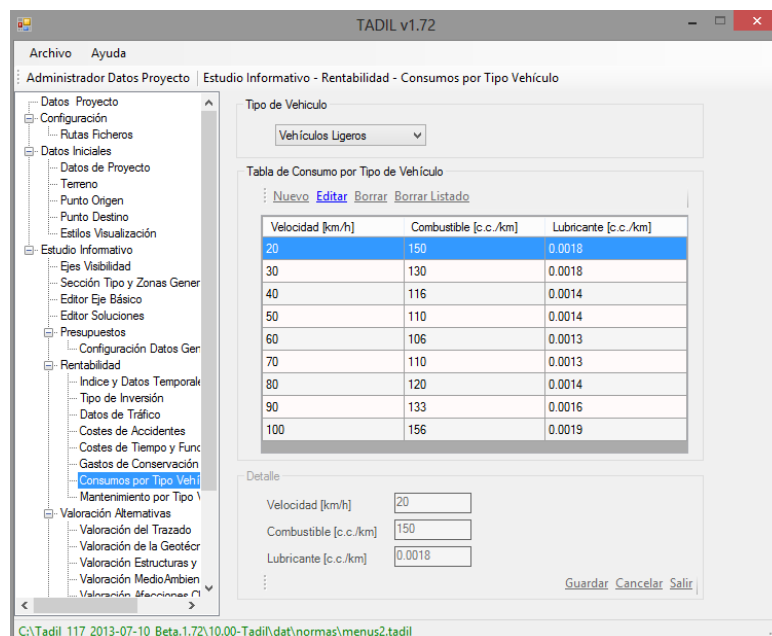 TADIL v1.72
Archivo Ayuda
Administrador Datos Proyecto Estudio Informativo - Rentabilidad - Consumos por Tipo Vehículo
Datos Proyecto
Configuración
Rutas Ficheros
Datos Iniciales
Datos de Proyecto
Terreno
Punto Origen
Punto Destino
Estilos Visualización
Estudio Informativo
Ejes Visibilidad
Sección Tipo y Zonas Gener
Editor Eje Básico
Editor Soluciones
Presupuestos
Configuración Datos Gen
Rentabilidad
Indice y Datos Temporale
Tipo de Inversión
Datos de Tráfico
Costes de Accidentes
Costes de Tiempo y Func
Gastos de Conservación
Consumos por Tipo Vehí
Mantenimiento por Tipo V
Valoración Alternativas
Valoración del Trazado
Valoración de la Geotécr
Valoración Estructuras y
Valoración MedioAmbien
Valoración Afecciones
Tipo de Vehiculo
Vehículos Ligeros
Tabla de Consumo por Tipo de Vehículo
Nuevo Editar Borrar Borrar Listado
Velocidad [km/h] Combustible [c.c./km] Lubricante [c.c./km]
20 150 0.0018
30 130 0.0018
40 116 0.0014
50 110 0.0014
60 106 0.0013
70 110 0.0013
80 120 0.0014
90 133 0.0016
100 156 0.0019
Detalle
Velocidad [km/h] 20
Combustible [c.c./km] 150
Lubricante [c.c./km] 0.0018
Guardar Cancelar Salir
C:\Tadil_117_2013-07-10_Beta.1.72\10.00-Tadil\dat\normas\menus2.tadil